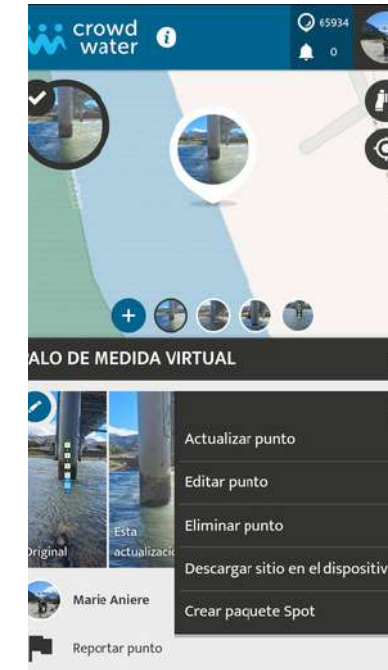 crowd
water
i
65934
0
ALO DE MEDIDA VIRTUAL
Actualizar punto
Editar punto
Eliminar punto
Descargar sitio en el dispositiv
Crear paquete Spot
Original
Esta
actualizació
Marie Aniere
Reportar punto